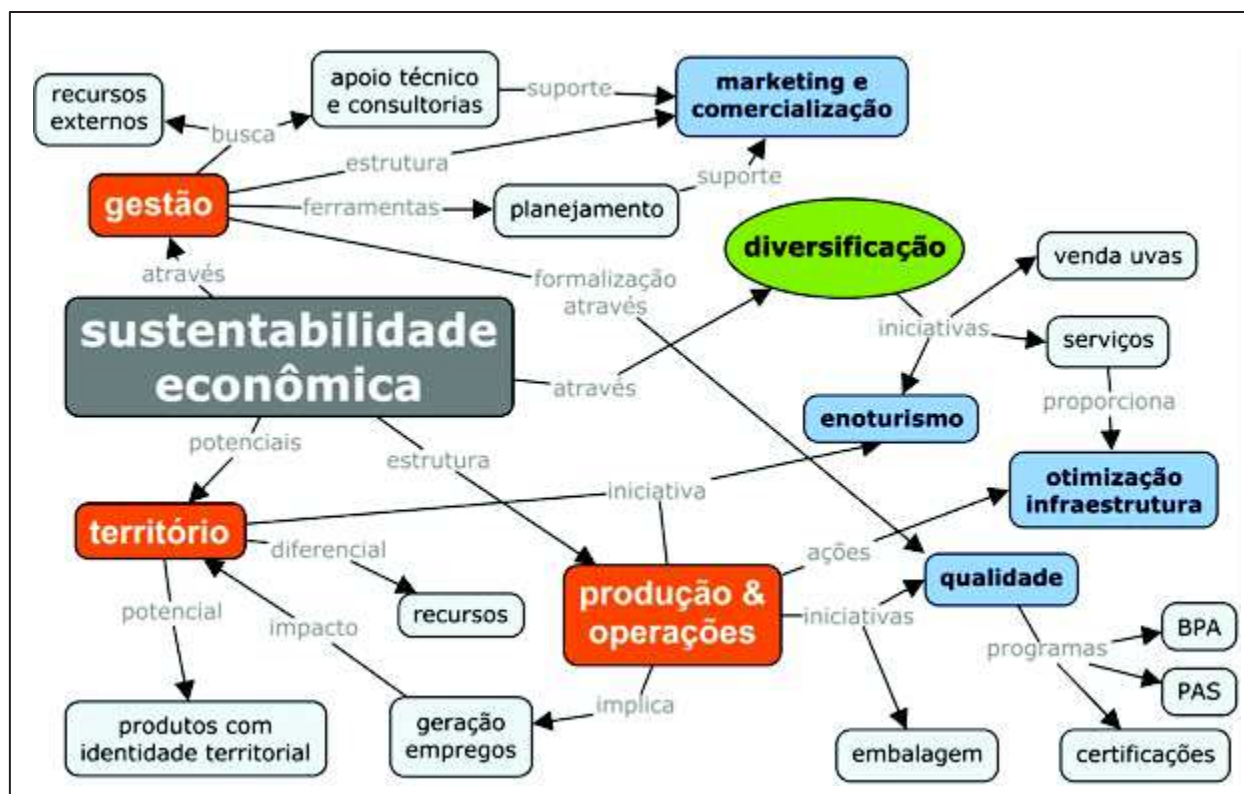 recursos
externos
apoio técnico
e consultorias
suporte
marketing e
comercialização
busca
estrutura
gestão
ferramentas
planejamento
suporte
diversificação
venda uvas
através
formalização
através
iniciativas
serviços
sustentabilidade
econômica
através
enoturismo
proporciona
potenciais
estrutura
iniciativa
otimização
infraestrutura
território
diferencial
ações
qualidade
produção &
operações
potencial
impacto
recursos
iniciativas
programas
BPA
PAS
implica
produtos com
identidade territorial
geração
empregos
embalagem
certificações